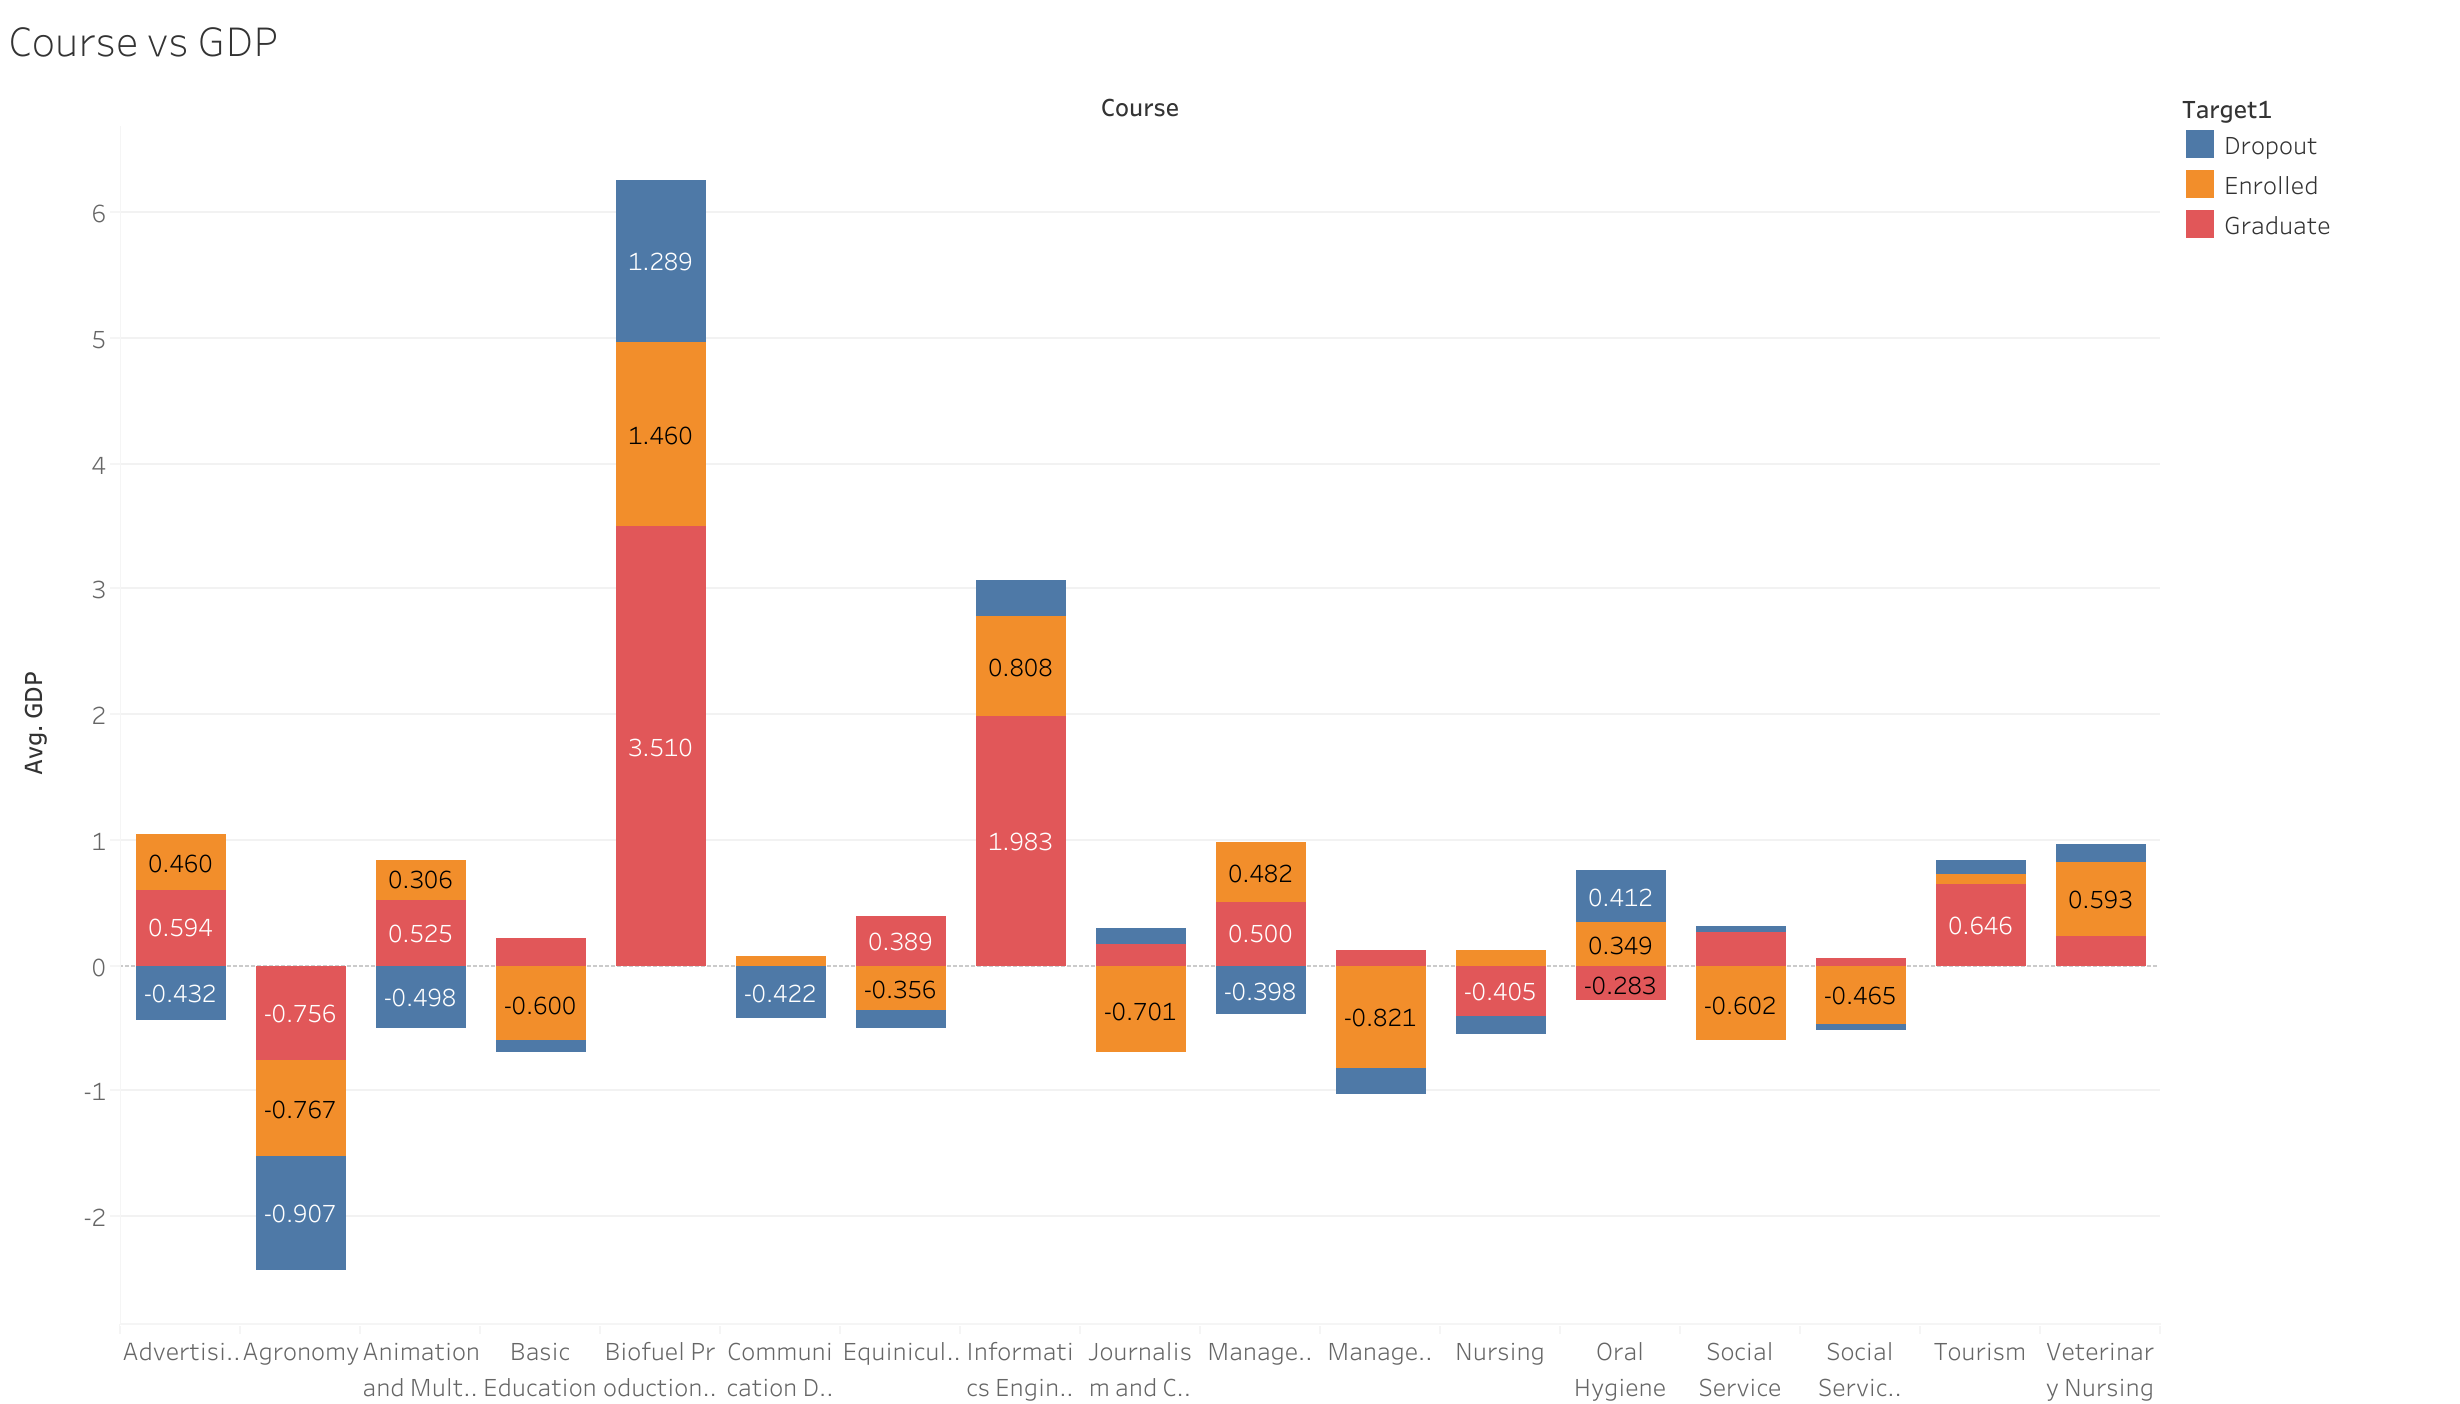 Course vs GDP
Course
Target1
Dropout
Enrolled
Graduate
Avg. GDP
6
5
4
3
2
1
0
-1
-2
0.460
0.594
-0.432
-0.756
-0.767
-0.907
0.306
0.525
-0.498
-0.600
1.289
1.460
3.510
-0.422
0.389
-0.356
0.808
1.983
-0.701
0.482
0.500
-0.398
-0.821
-0.405
0.412
0.349
-0.283
-0.602
-0.465
0.646
0.593
Advertisi..
Agronomy
Animation
and Mult..
Basic
Education
Biofuel Pr
oduction..
Communi
cation D..
Equinicul..
Informati
cs Engin..
Journalis
m and C..
Manage..
Manage..
Nursing
Oral
Hygiene
Social
Service
Social
Servic..
Tourism
Veterinar
y Nursing